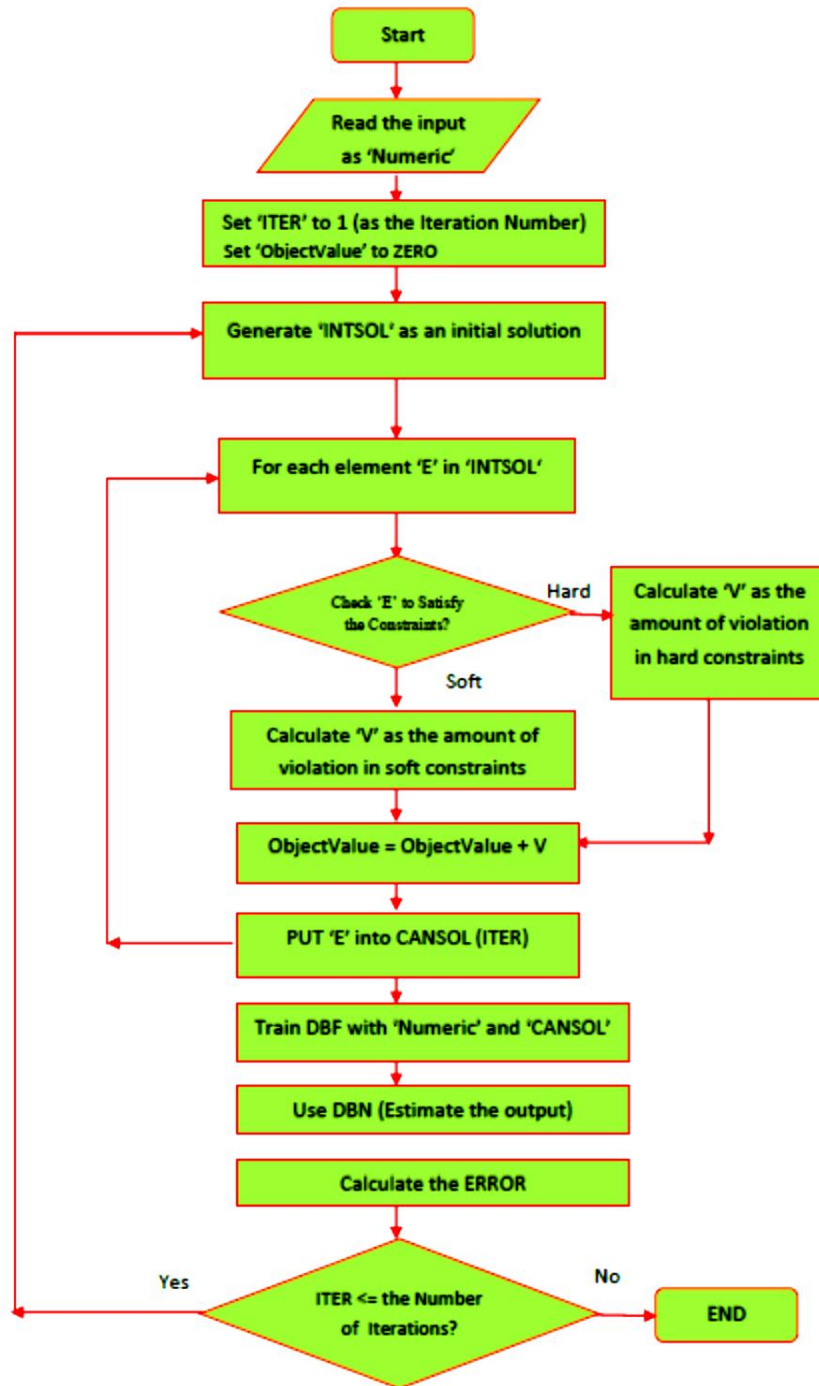 Start
Read the input
as ‘Numeric’
Set ‘ITER’ to 1 (as the Iteration Number)
Set ‘ObjectValue’ to ZERO
Generate ‘INTSOL’ as an initial solution
For each element ‘E’ in ‘INTSOL‘
Check ‘E’ to Satisfy
the Constraints?
Hard
Calculate ‘V’ as the
amount of violation
in hard constraints
Soft
Calculate ‘V’ as the amount of
violation in soft constraints
ObjectValue = ObjectValue + V
PUT ‘E’ into CANSOL (ITER)
Train DBF with ‘Numeric’ and ‘CANSOL’
Use DBN (Estimate the output)
Calculate the ERROR
Yes
ITER <= the Number
of Iterations?
No
END